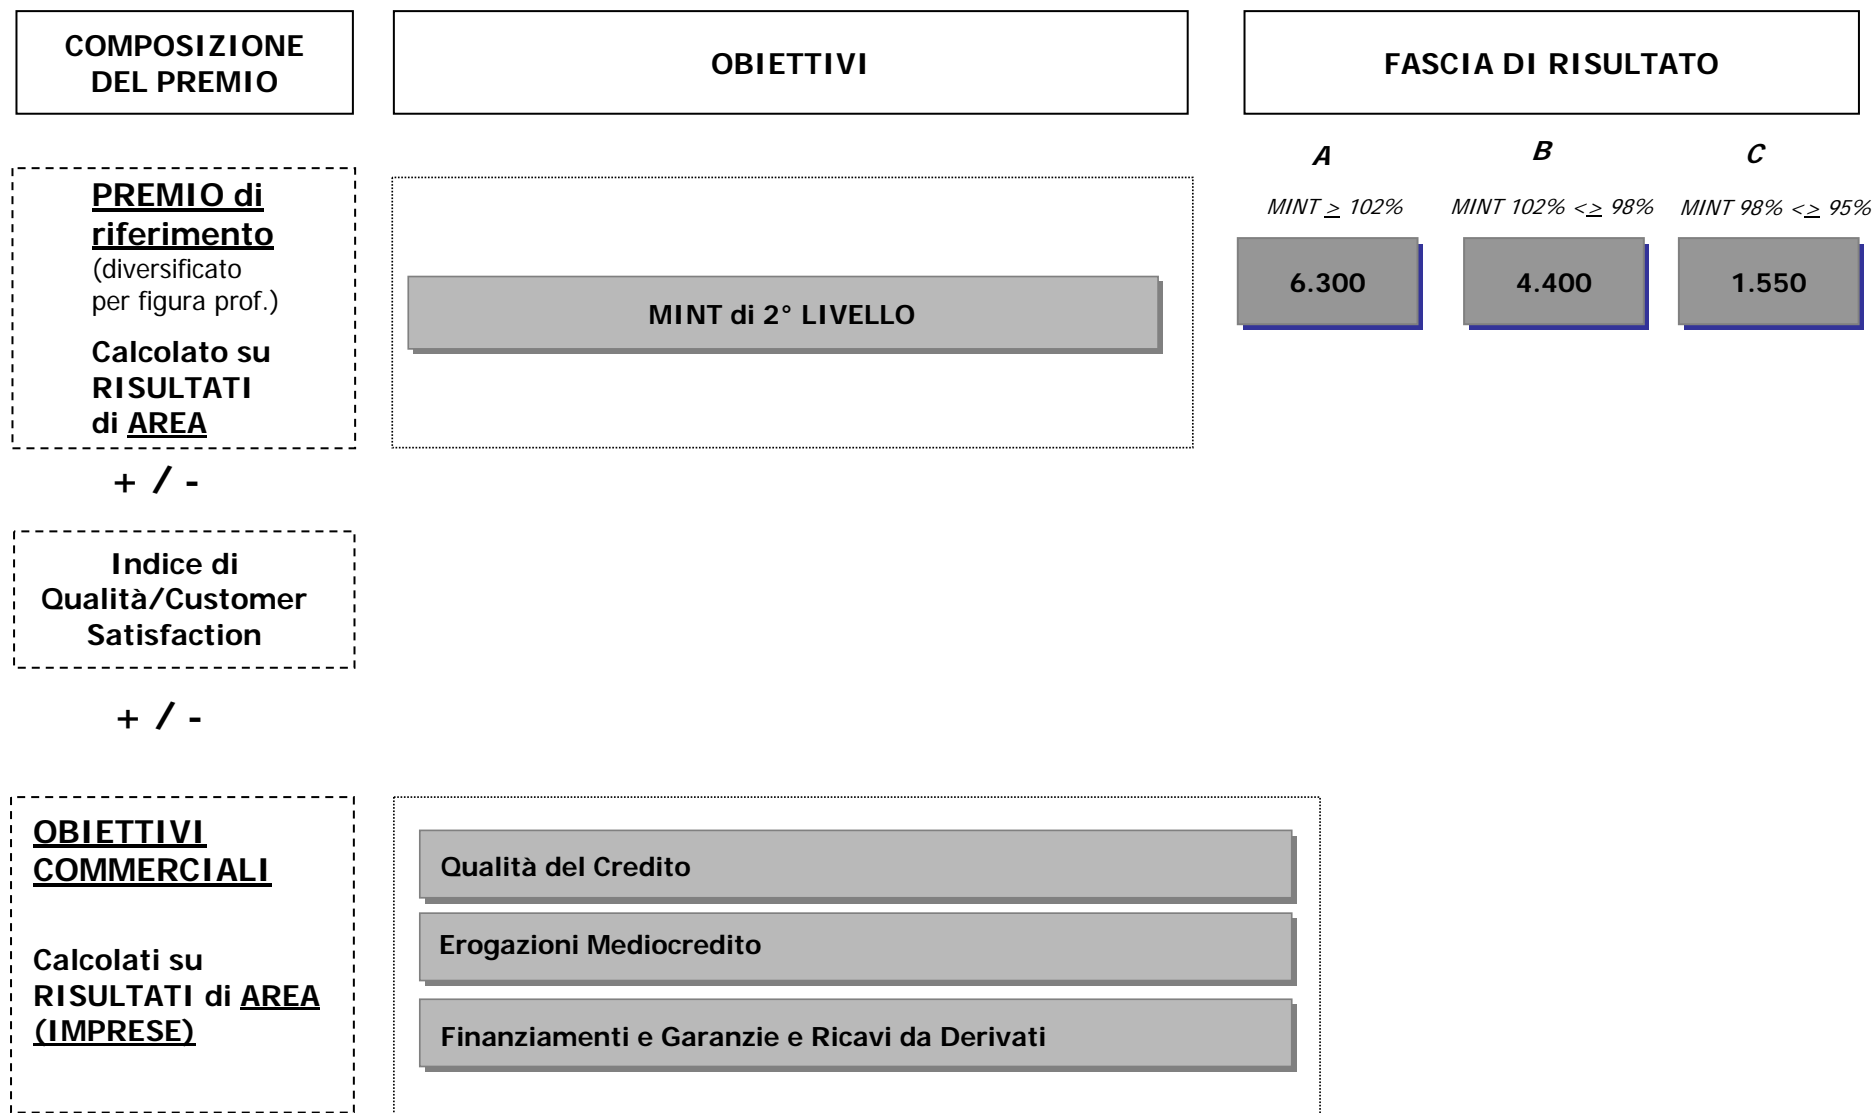 COMPOSIZIONE
DEL PREMIO
OBIETTIVI
FASCIA DI RISULTATO
A
B
C
MINT ≥ 102%
MINT 102% <≥ 98%
MINT 98% <≥ 95%
PREMIO di
riferimento
(diversificato
per figura prof.)
Calcolato su
RISULTATI
di AREA
MINT di 2° LIVELLO
6.300
4.400
1.550
+ / -
Indice di
Qualità/Customer
Satisfaction
+ / -
OBIETTIVI
COMMERCIALI
Calcolati su
RISULTATI di AREA
(IMPRESE)
Qualità del Credito
Erogazioni Mediocredito
Finanziamenti e Garanzie e Ricavi da Derivati